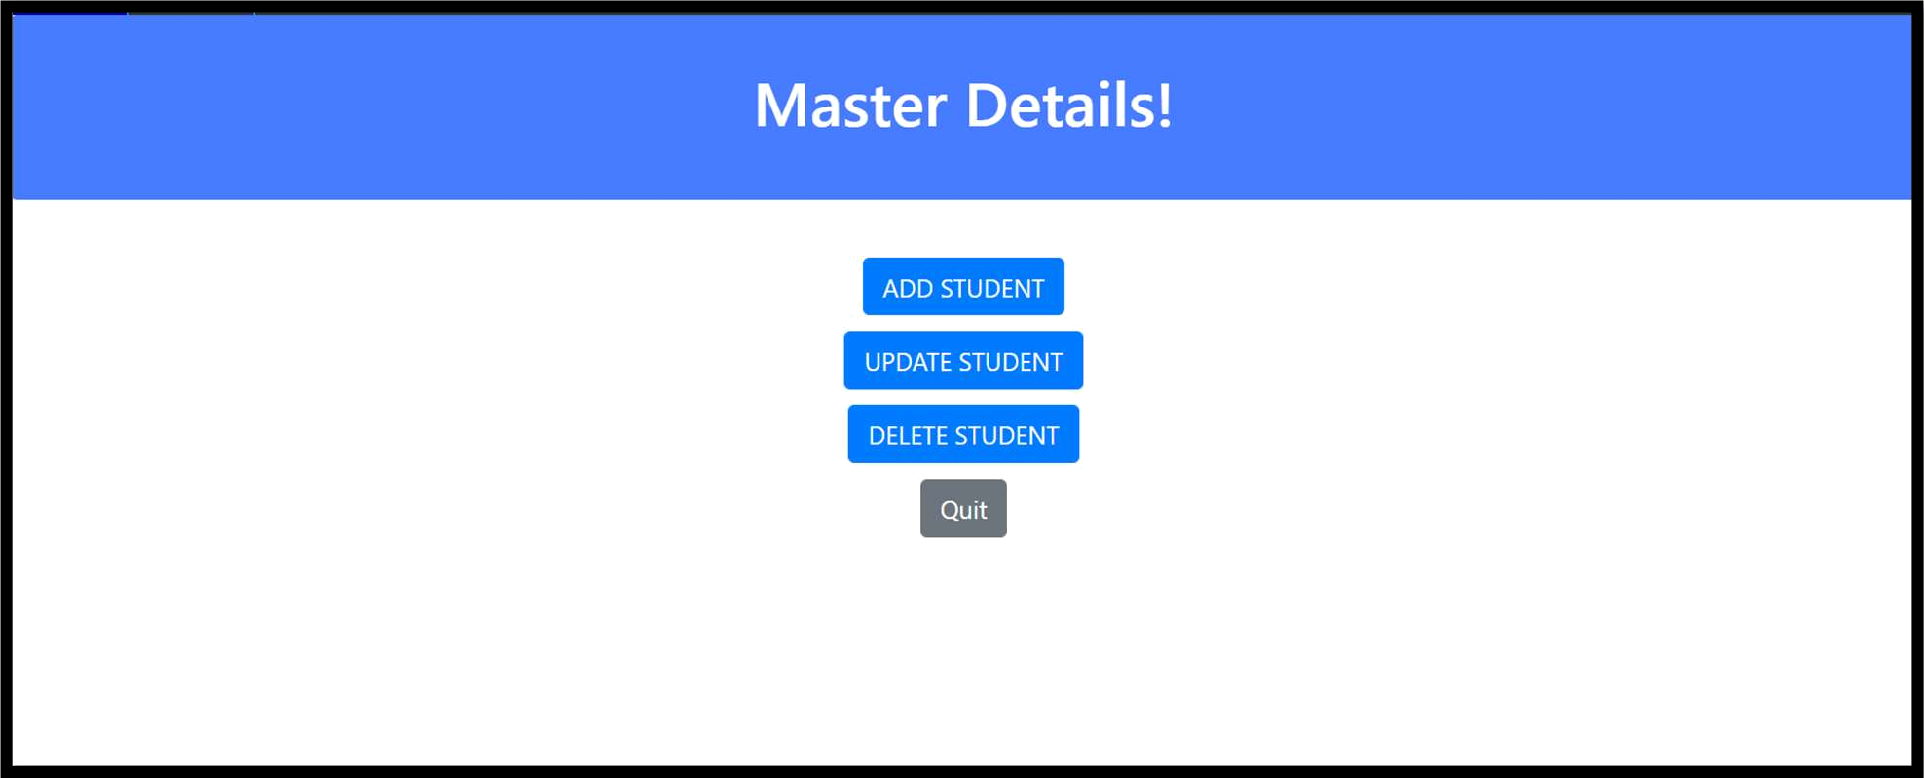 Master Details!
ADD STUDENT
UPDATE STUDENT
DELETE STUDENT
Quit